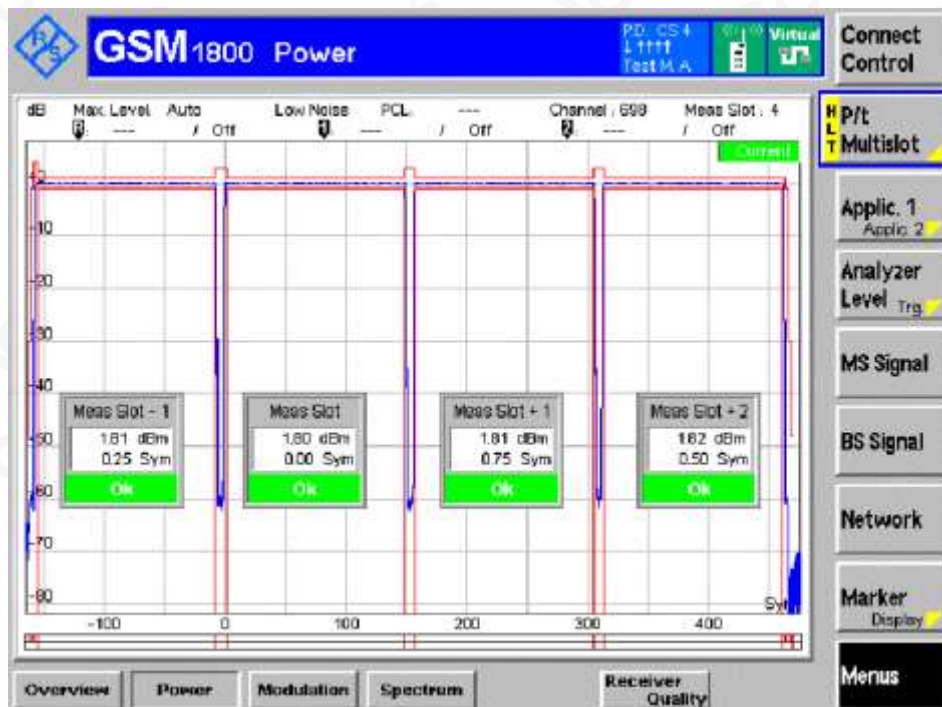 GSM 1800 Power
P.D. CS 4
↓↑↑↑↑
Test M. A.
Virtual
Connect
Control
dB Max. Level Auto Low Noise PCL: --- Channel : 698 Meas Slot : 4
--- / Off --- / Off 2: --- / Off
Current
HLT
P/t
Multislot
Applic. 1
Applic. 2
Analyzer
Level Trg.
MS Signal
BS Signal
Network
Marker
Display
Menus
-10
-20
-30
-40
-50
-60
-70
-80
Meas Slot - 1
1.81 dBm
0.25 Sym
Ok
Meas Slot
1.80 dBm
0.00 Sym
Ok
Meas Slot + 1
1.81 dBm
0.75 Sym
Ok
Meas Slot + 2
1.82 dBm
0.50 Sym
Ok
-100 0 100 200 300 400
Overview Power Modulation Spectrum Receiver Quality